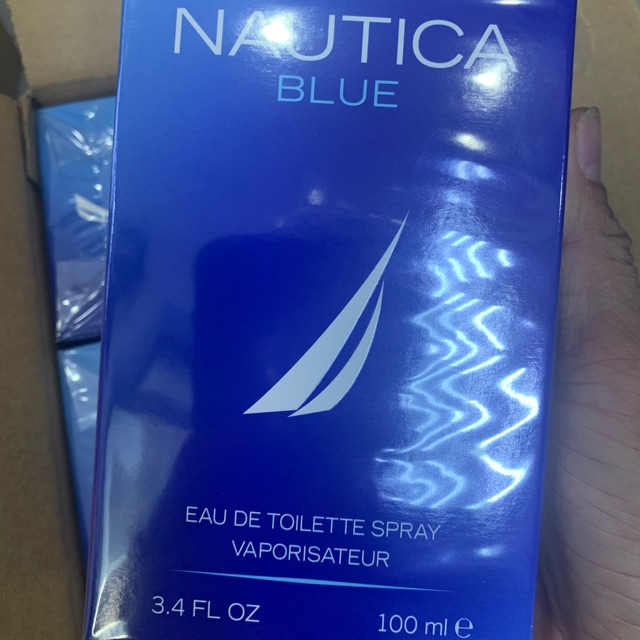 NAUTICA
BLUE
EAU DE TOILETTE SPRAY
VAPORISATEUR
3.4 FL OZ
100 ml ℮